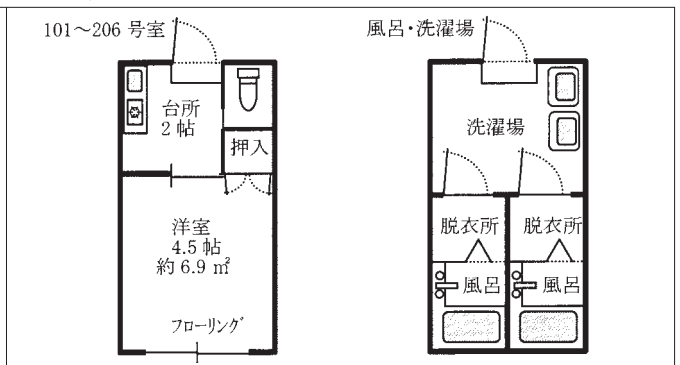 101～206 号室
台所
2 帖
押入
洋室
4.5 帖
約 6.9 ㎡
フローリング
風呂・洗濯場
洗濯場
脱衣所
脱衣所
風呂
風呂